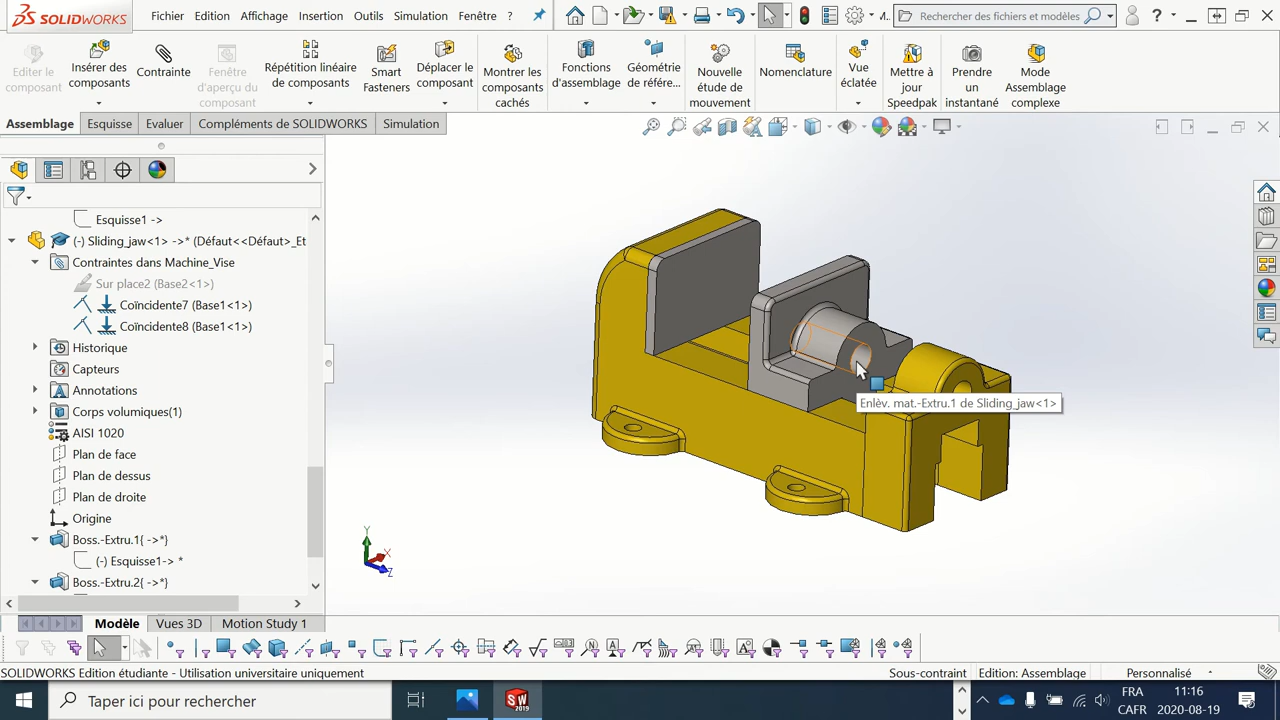 SOLIDWORKS
Fichier Edition Affichage Insertion Outils Simulation Fenêtre
Rechercher des fichiers et modèles
?
Editer le composant
Insérer des composants
Contrainte
Fenêtre d'aperçu du composant
Répétition linéaire de composants
Smart Fasteners
Déplacer le composant
Montrer les composants cachés
Fonctions d'assemblage
Géométrie de référe...
Nouvelle étude de mouvement
Nomenclature
Vue éclatée
Mettre à jour Speedpak
Prendre un instantané
Mode Assemblage complexe
Assemblage Esquisse Evaluer Compléments de SOLIDWORKS Simulation
Esquisse1 ->
(-) Sliding_jaw<1> ->* (Défaut<<Défaut>_Et
Contraintes dans Machine_Vise
Sur place2 (Base1<1>)
Coïncidente7 (Base1<1>)
Coïncidente8 (Base1<1>)
Historique
Capteurs
Annotations
Corps volumiques(1)
AISI 1020
Plan de face
Plan de dessus
Plan de droite
Origine
Boss.-Extru.1{ ->*}
(-) Esquisse1-> *
Boss.-Extru.2{ ->*}
Enlèv. mat.-Extru.1 de Sliding_jaw<1>
Y
X
Z
Modèle Vues 3D Motion Study 1
SOLIDWORKS Edition étudiante - Utilisation universitaire uniquement
Sous-contraint Edition: Assemblage Personnalisé
Taper ici pour rechercher
SW
2019
FRA
CAFR
11:16
2020-08-19